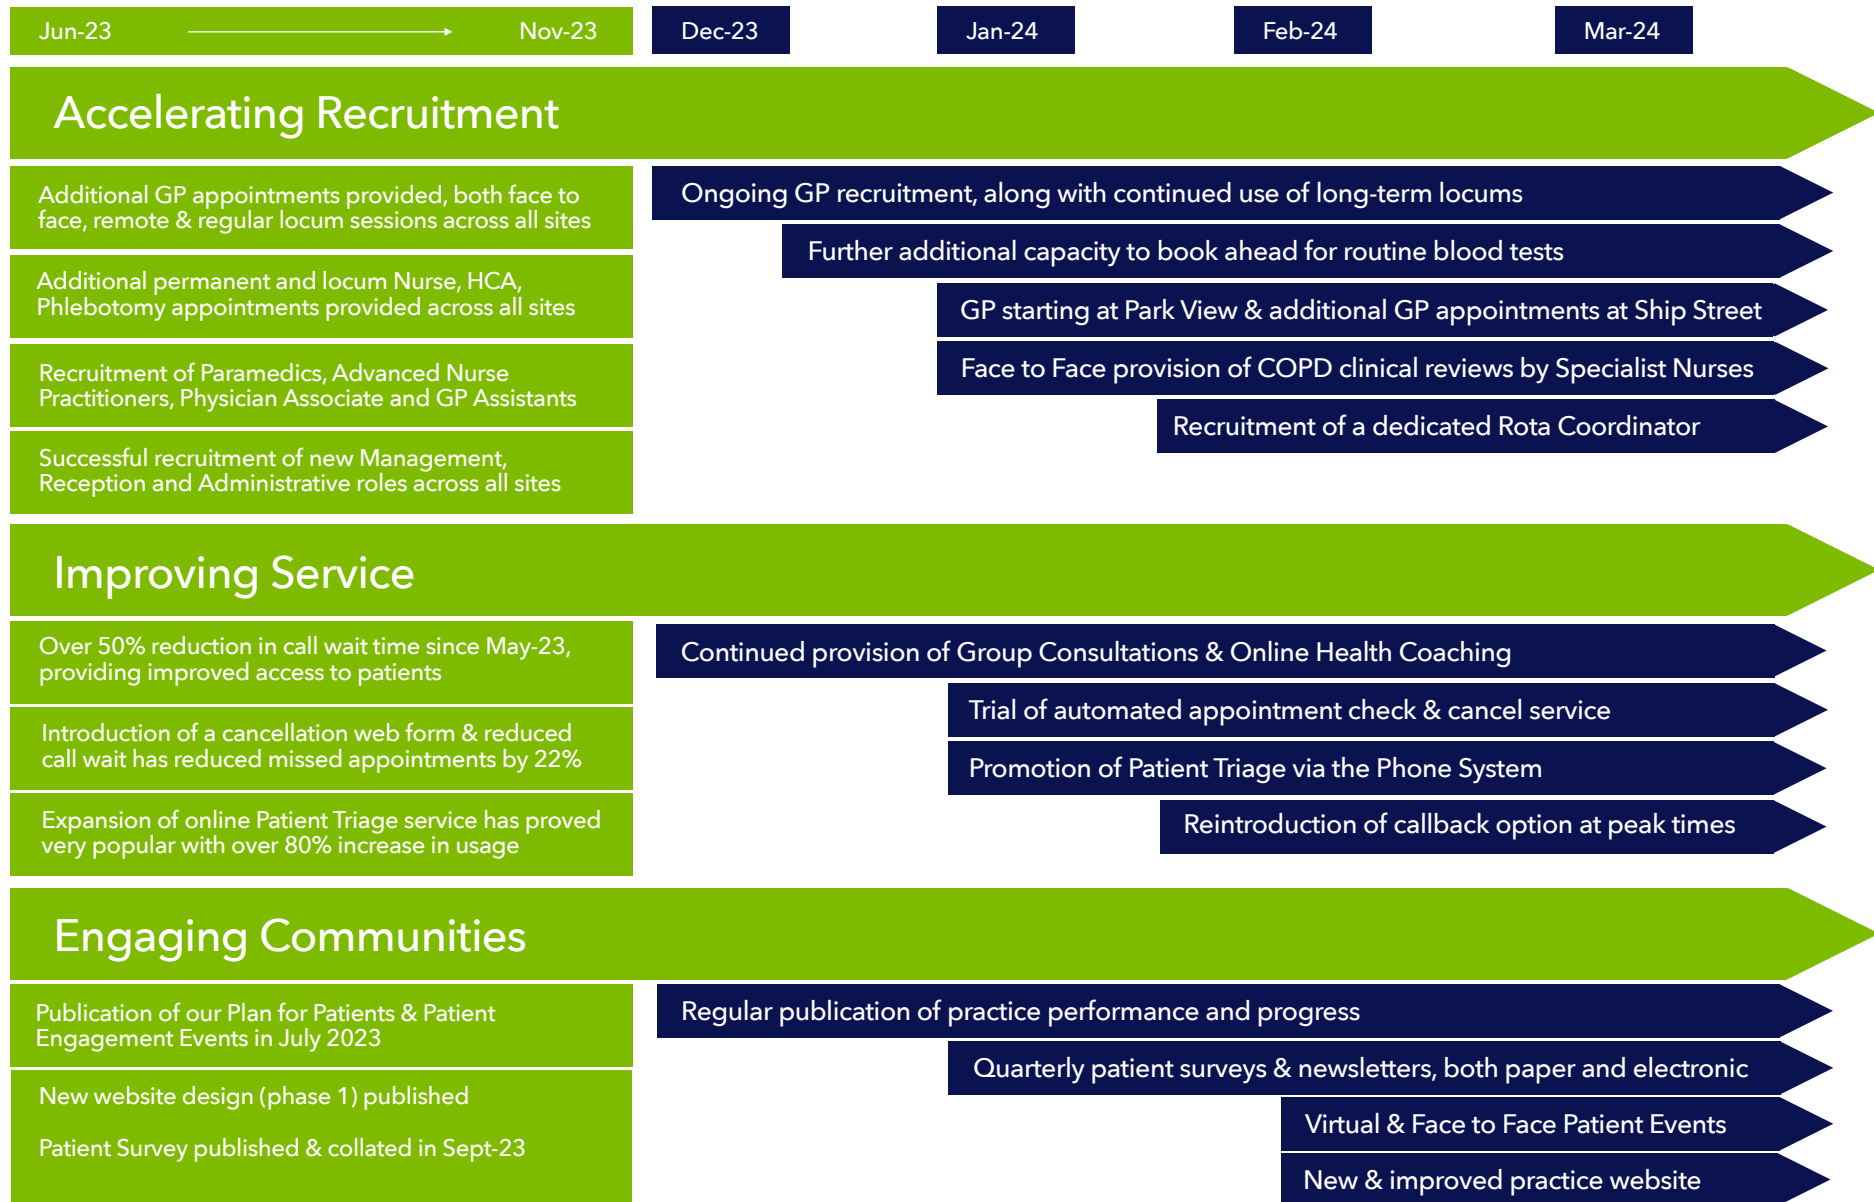 Jun-23 Nov-23 Dec-23 Jan-24 Feb-24 Mar-24
Accelerating Recruitment
Additional GP appointments provided, both face to
face, remote & regular locum sessions across all sites
Additional permanent and locum Nurse, HCA,
Phlebotomy appointments provided across all sites
Recruitment of Paramedics, Advanced Nurse
Practitioners, Physician Associate and GP Assistants
Successful recruitment of new Management,
Reception and Administrative roles across all sites
Ongoing GP recruitment, along with continued use of long-term locums
Further additional capacity to book ahead for routine blood tests
GP starting at Park View & additional GP appointments at Ship Street
Face to Face provision of COPD clinical reviews by Specialist Nurses
Recruitment of a dedicated Rota Coordinator
Improving Service
Over 50% reduction in call wait time since May-23,
providing improved access to patients
Introduction of a cancellation web form & reduced
call wait has reduced missed appointments by 22%
Expansion of online Patient Triage service has proved
very popular with over 80% increase in usage
Continued provision of Group Consultations & Online Health Coaching
Trial of automated appointment check & cancel service
Promotion of Patient Triage via the Phone System
Reintroduction of callback option at peak times
Engaging Communities
Publication of our Plan for Patients & Patient
Engagement Events in July 2023
New website design (phase 1) published
Patient Survey published & collated in Sept-23
Regular publication of practice performance and progress
Quarterly patient surveys & newsletters, both paper and electronic
Virtual & Face to Face Patient Events
New & improved practice website